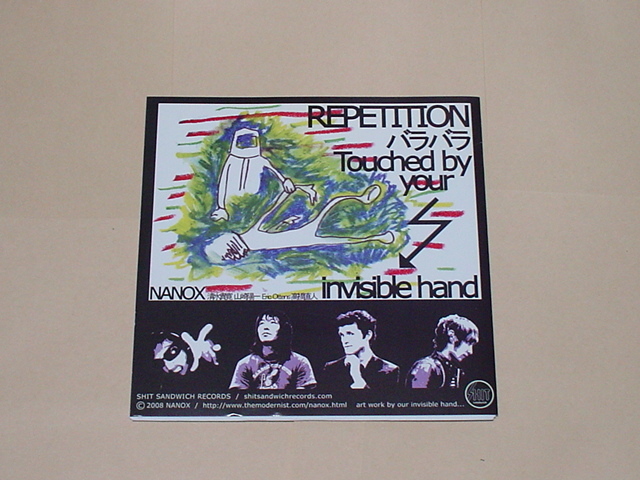 REPETITION
バラバラ
Touched by
your
invisible hand
NANOX
SHIT SANDWICH RECORDS / shitsandwichrecords.com
© 2008 NANOX / http://www.themodernist.com/nanox.html art work by our invisible hand...
SHIT